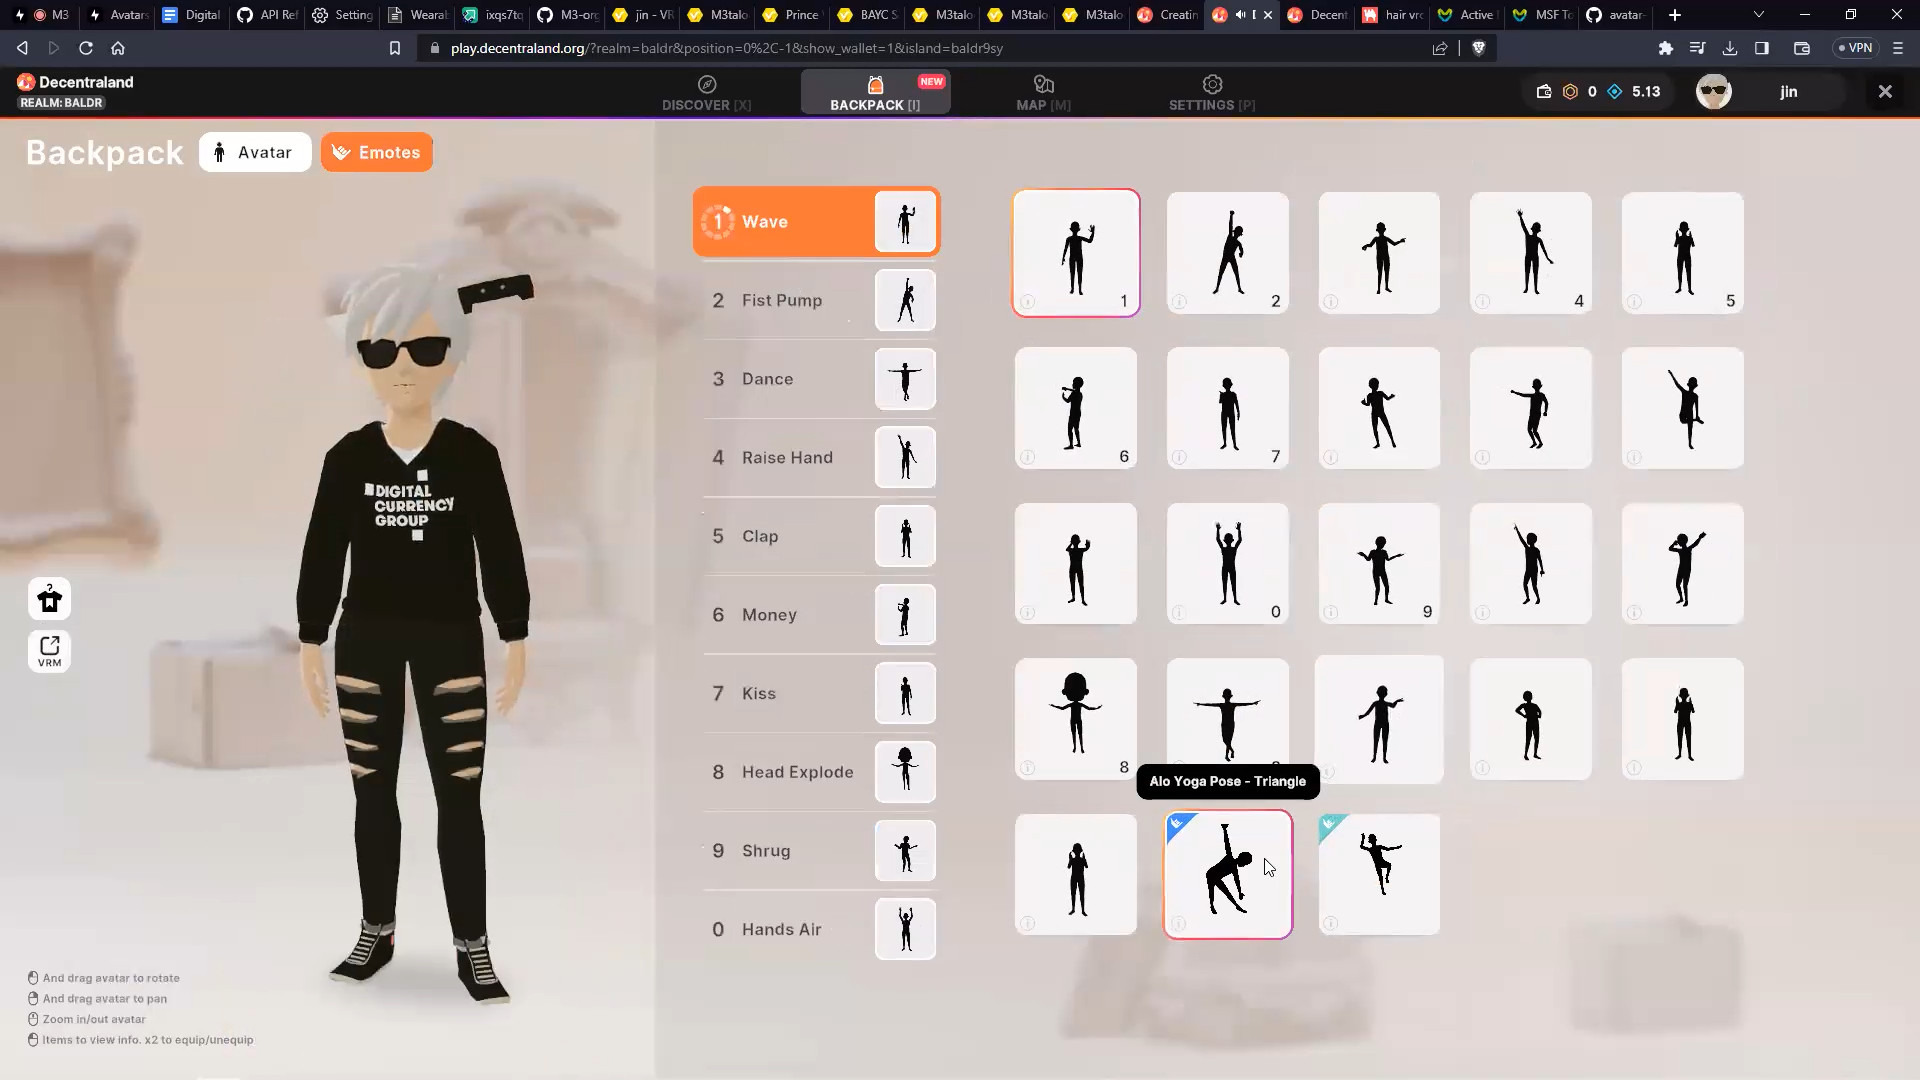 M3
Avatars
Digital
API Ref
Setting
Wearab
ixqs7tq
M3-org
jin - VR
M3talo
Prince
BAYC S
M3talo
M3talo
M3talo
Creatin
Decent
hair vro
Active
MSF To
avatar-
play.decentraland.org/?realm=baldr&position=0%2C-1&show_wallet=1&island=baldr9sy
VPN
Decentraland
REALM: BALDR
DISCOVER [X]
NEW
BACKPACK [I]
MAP [M]
SETTINGS [P]
0
5.13
jin
Backpack
Avatar
Emotes
1 Wave
2 Fist Pump
3 Dance
4 Raise Hand
5 Clap
6 Money
7 Kiss
8 Head Explode
9 Shrug
0 Hands Air
1
2
4
5
6
7
0
9
8
Alo Yoga Pose - Triangle
DIGITAL
CURRENCY
GROUP
?
VRM
And drag avatar to rotate
And drag avatar to pan
Zoom in/out avatar
Items to view info. x2 to equip/unequip